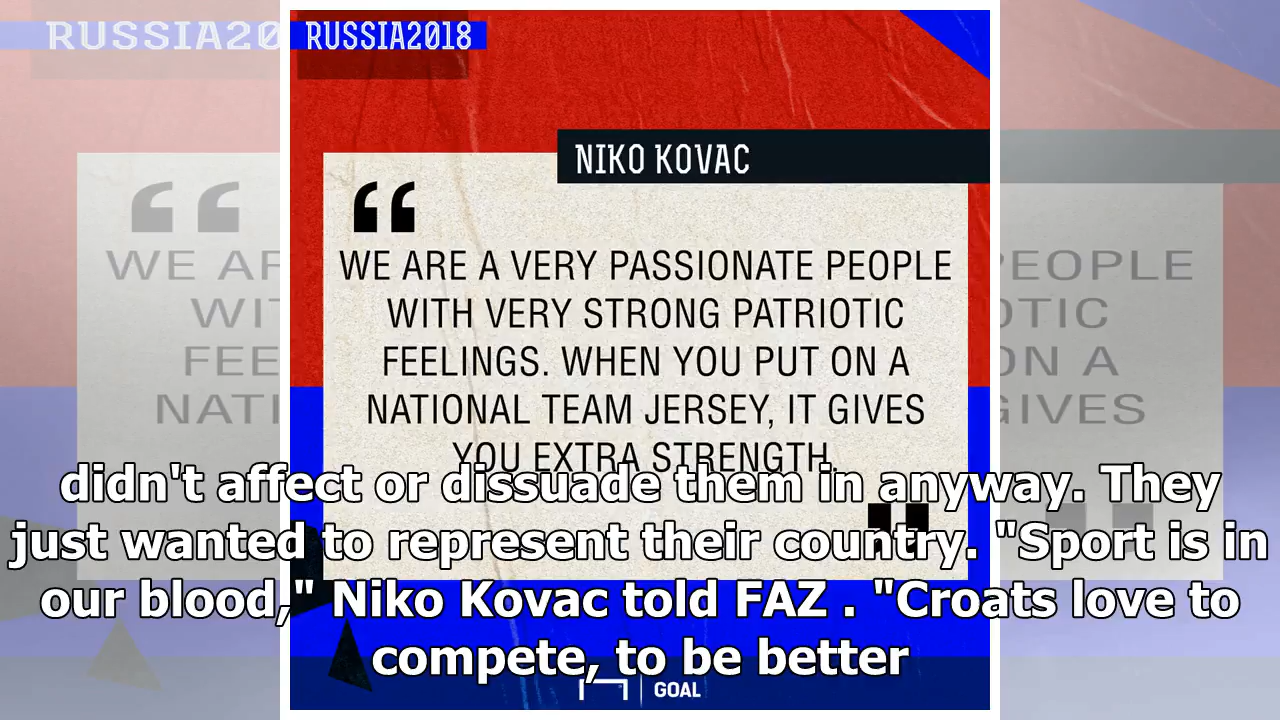 RUSSIA20
RUSSIA2018
NIKO KOVAC
“
WE ARE A VERY PASSIONATE PEOPLE
WITH VERY STRONG PATRIOTIC
FEELINGS. WHEN YOU PUT ON A
NATIONAL TEAM JERSEY, IT GIVES
YOU EXTRA STRENGTH.
didn't affect or dissuade them in anyway. They
just wanted to represent their country. "Sport is in
our blood," Niko Kovac told FAZ . "Croats love to
compete, to be better
GOAL